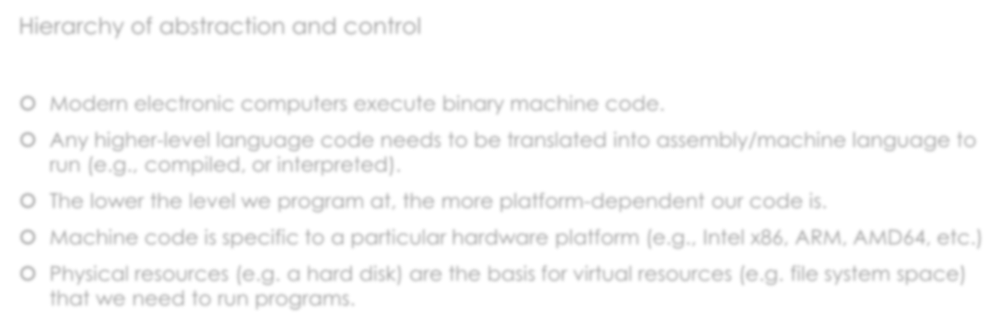 Hierarchy of abstraction and control
Modern electronic computers execute binary machine code.
Any higher-level language code needs to be translated into assembly/machine language to
run (e.g., compiled, or interpreted).
The lower the level we program at, the more platform-dependent our code is.
Machine code is specific to a particular hardware platform (e.g., Intel x86, ARM, AMD64, etc.)
Physical resources (e.g. a hard disk) are the basis for virtual resources (e.g. file system space)
that we need to run programs.